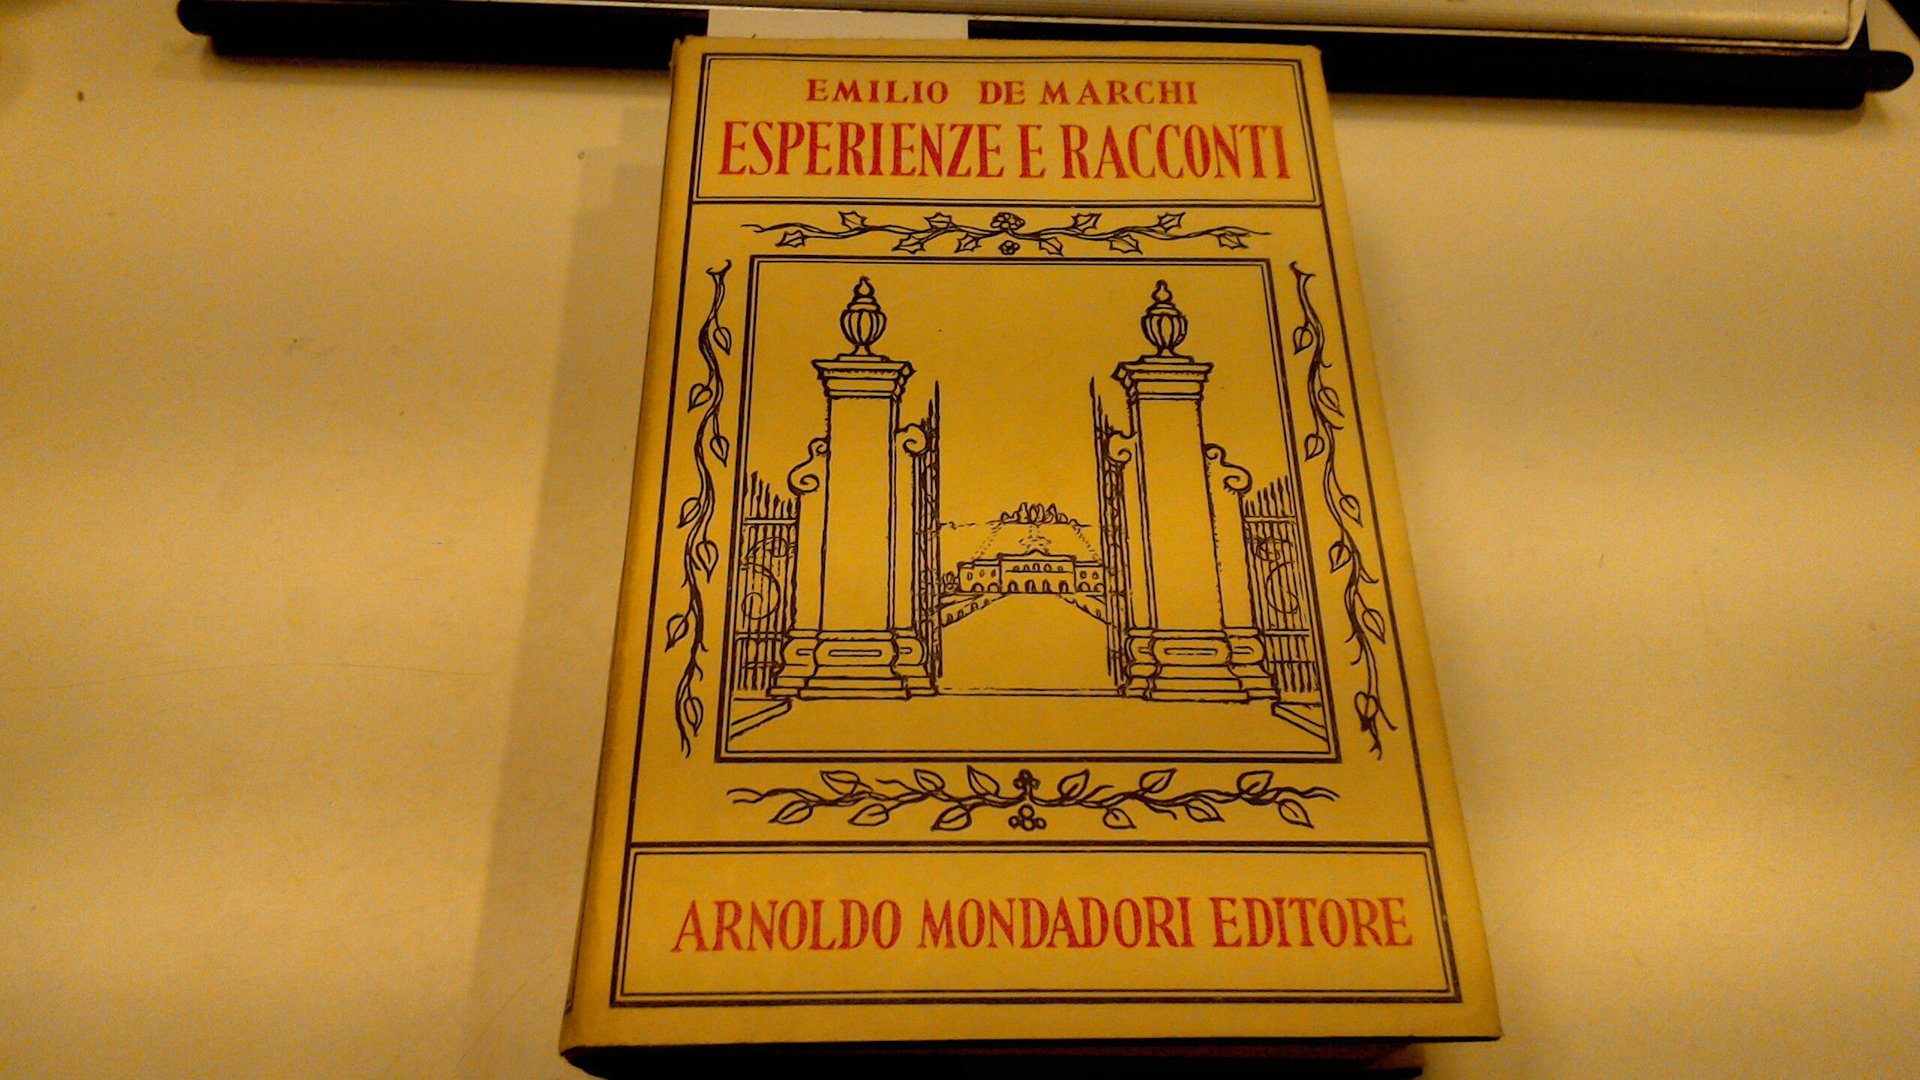 EMILIO DE MARCHI
ESPERIENZE E RACCONTI
ARNOLDO MONDADORI EDITORE